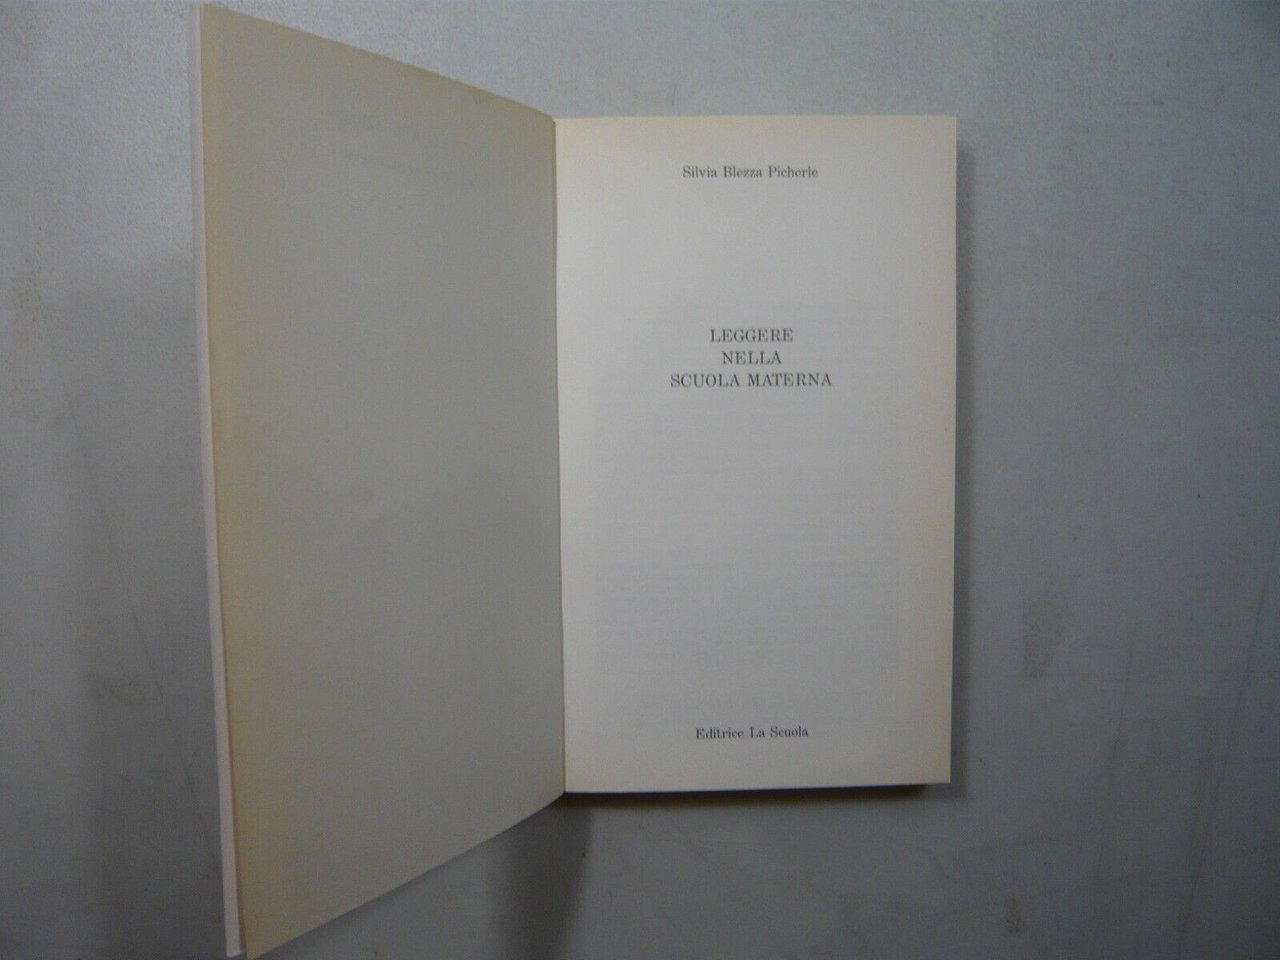 Silvia Blezza Picherle
LEGGERE
NELLA
SCUOLA MATERNA
Editrice La Scuola